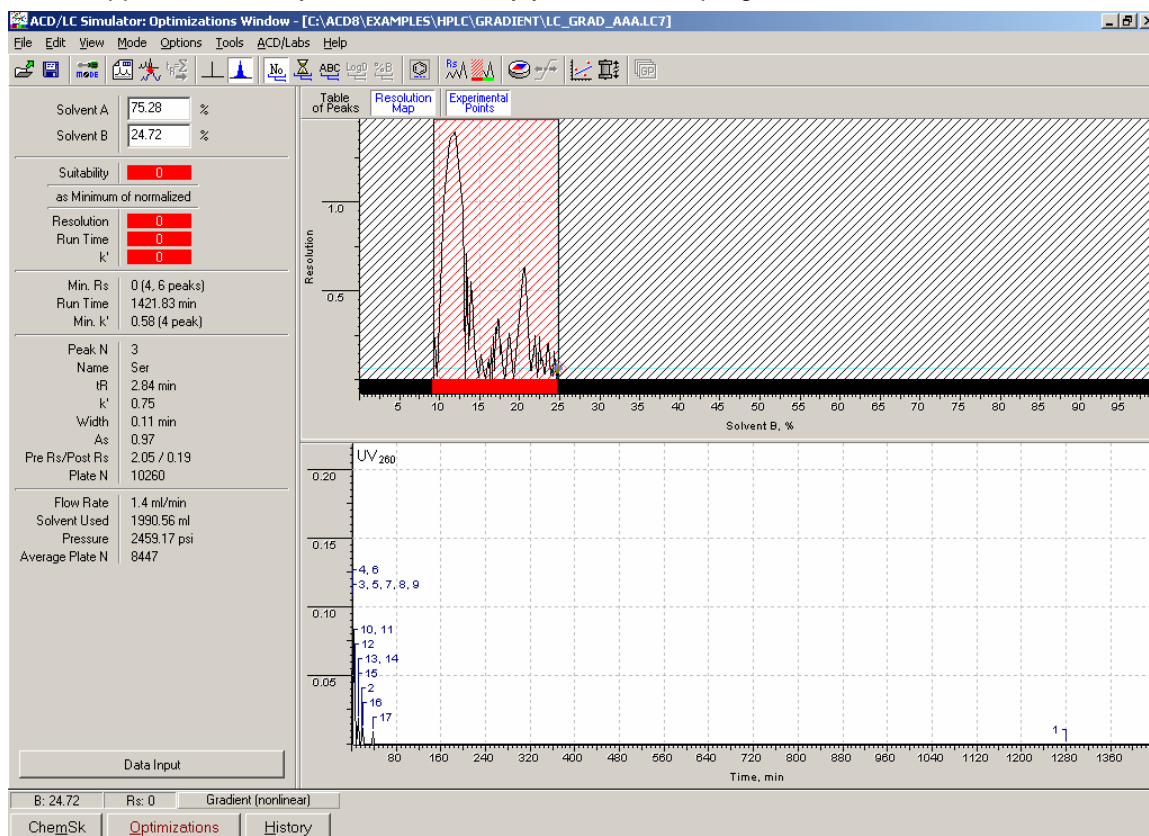 ACD/LC Simulator: Optimizations Window - [C:\ACD8\EXAMPLES\HPLC\GRADIENT\LC_GRAD_AAA.LC7]
File Edit View Mode Options Tools ACD/Labs Help
MODE tR No ABC LogD %B Rs GP
Solvent A 75.28 %
Solvent B 24.72 %
Suitability 0
as Minimum of normalized
Resolution 0
Run Time 0
k' 0
Min. Rs 0 (4, 6 peaks)
Run Time 1421.83 min
Min. k' 0.58 (4 peak)
Peak N 3
Name Ser
tR 2.84 min
k' 0.75
Width 0.11 min
As 0.97
Pre Rs/Post Rs 2.05 / 0.19
Plate N 10260
Flow Rate 1.4 ml/min
Solvent Used 1990.56 ml
Pressure 2459.17 psi
Average Plate N 8447
Data Input
Table of Peaks
Resolution Map
Experimental Points
Resolution
1.0
0.5
5 10 15 20 25 30 35 40 45 50 55 60 65 70 75 80 85 90 95
Solvent B, %
UV260
0.20
0.15
0.10
0.05
4, 6
3, 5, 7, 8, 9
10, 11
12
13, 14
15
2
16
17
1
80 160 240 320 400 480 560 640 720 800 880 960 1040 1120 1200 1280 1360
Time, min
B: 24.72 Rs: 0 Gradient (nonlinear)
ChemSk Optimizations History